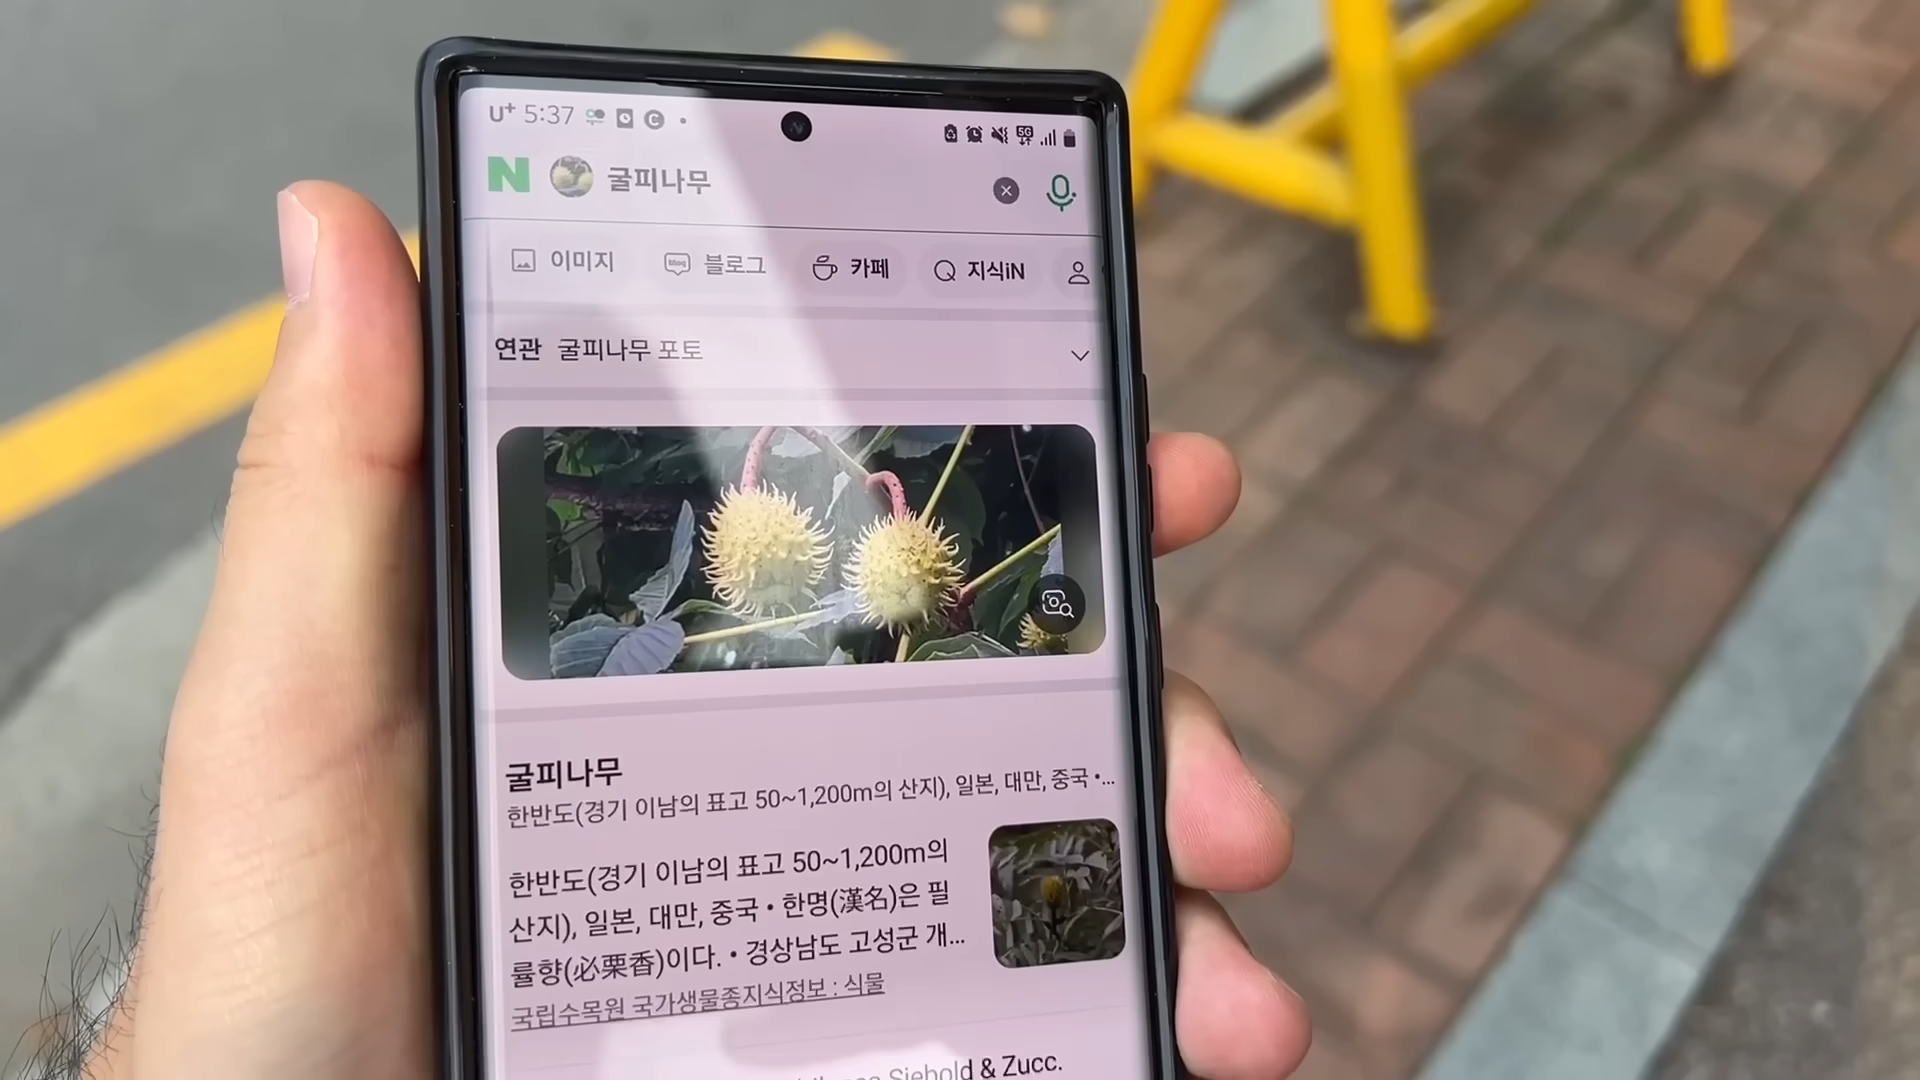 U+ 5:37
5G
N 굴피나무
이미지 블로그 카페 지식iN
연관 굴피나무 포토
굴피나무
한반도(경기 이남의 표고 50~1,200m의 산지), 일본, 대만, 중국 •...
한반도(경기 이남의 표고 50~1,200m의
산지), 일본, 대만, 중국 • 한명(漢名)은 필
률향(必栗香)이다. • 경상남도 고성군 개...
국립수목원 국가생물종지식정보 : 식물
Siebold & Zucc.